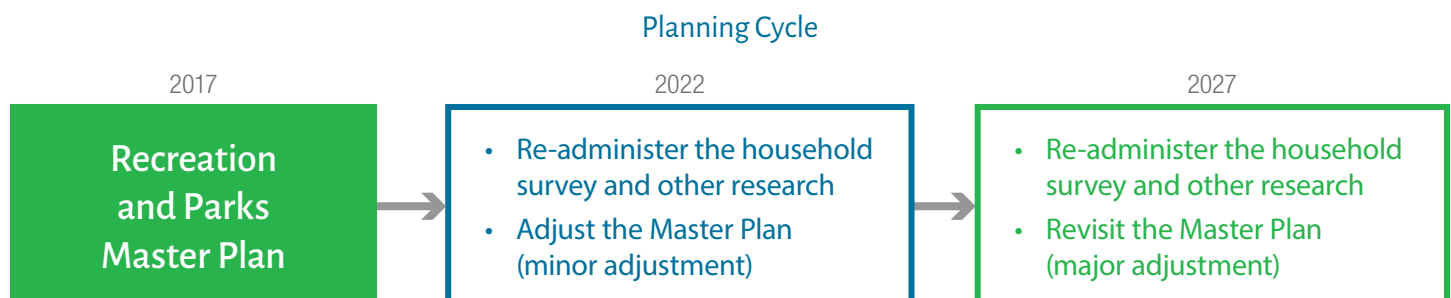 Planning Cycle
2017
Recreation
and Parks
Master Plan
2022
• Re-administer the household
survey and other research
• Adjust the Master Plan
(minor adjustment)
2027
• Re-administer the household
survey and other research
• Revisit the Master Plan
(major adjustment)